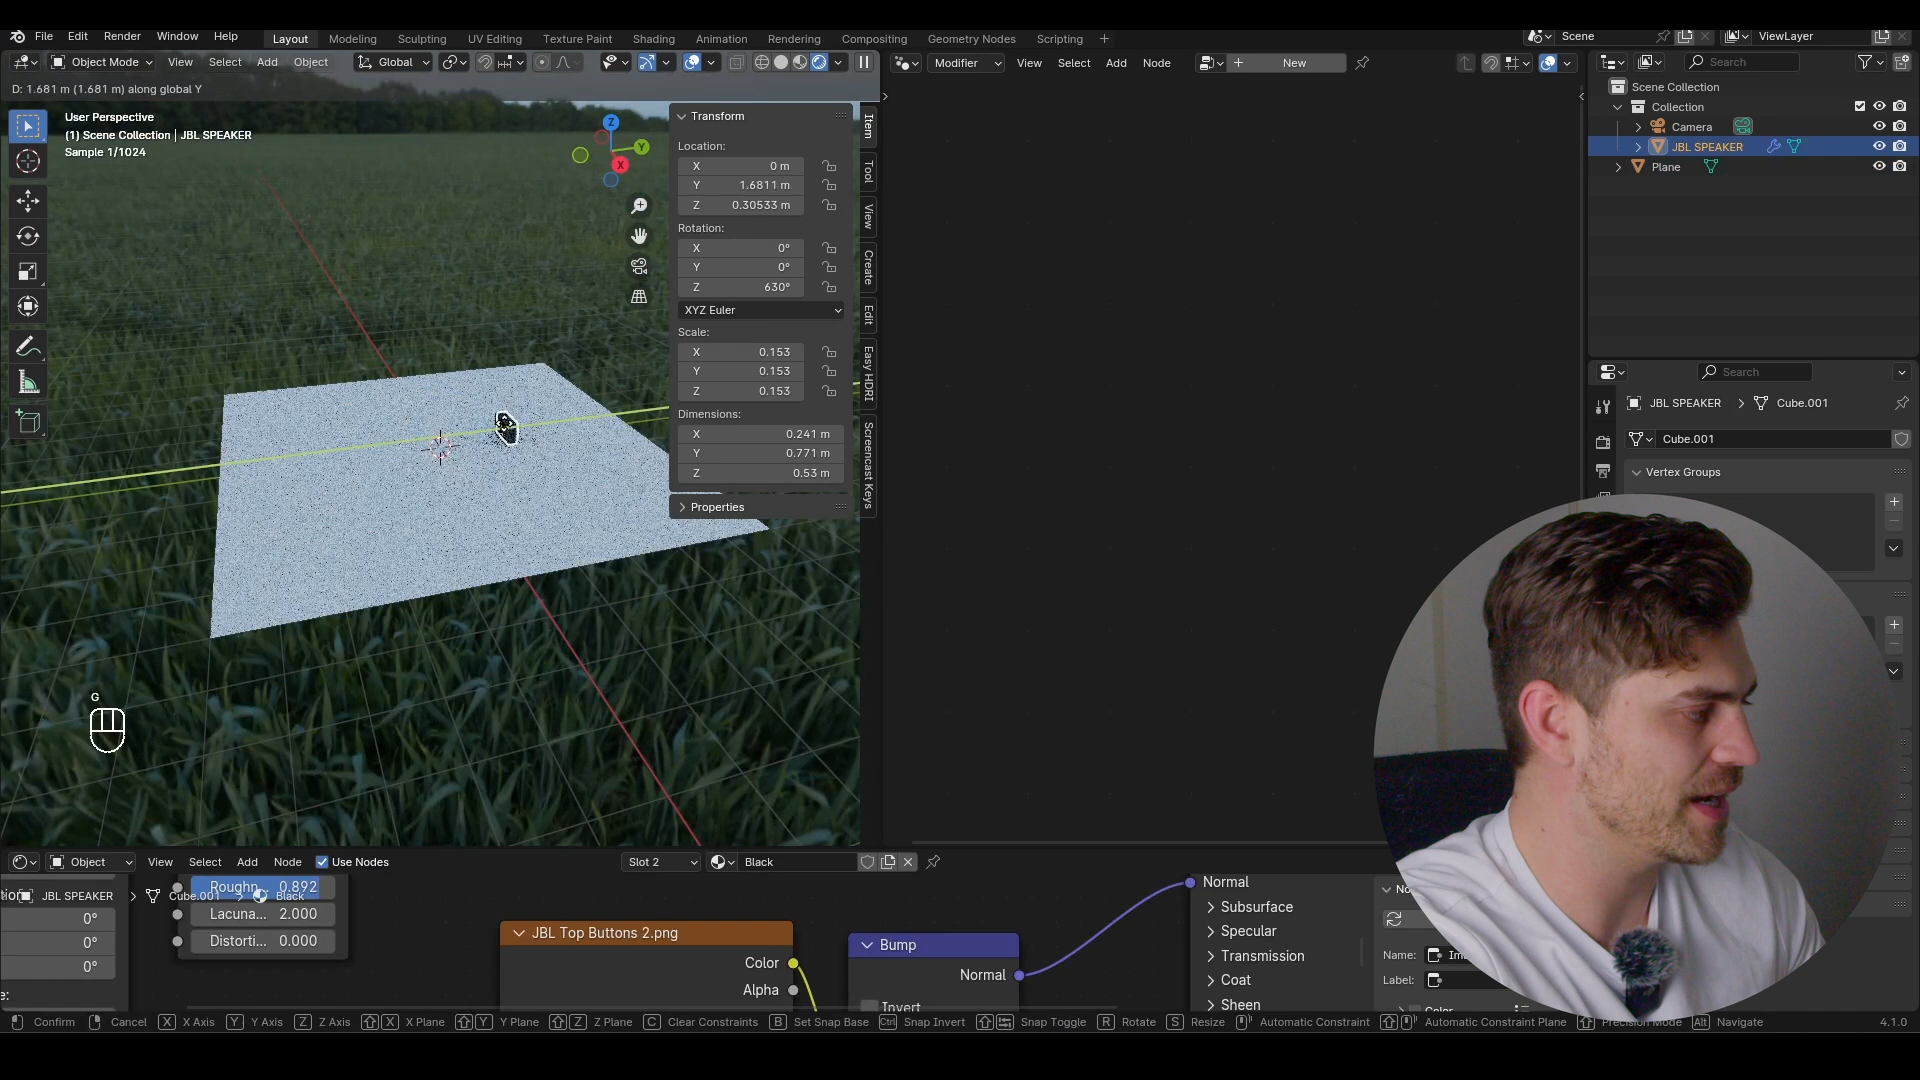 File Edit Render Window Help
Layout Modeling Sculpting UV Editing Texture Paint Shading Animation Rendering Compositing Geometry Nodes Scripting +
Scene
ViewLayer
Object Mode View Select Add Object Global
D: 1.681 m (1.681 m) along global Y
User Perspective
(1) Scene Collection | JBL SPEAKER
Sample 1/1024
Z
Y
X
Transform
Location:
X 0 m
Y 1.6811 m
Z 0.30533 m
Rotation:
X 0°
Y 0°
Z 630°
XYZ Euler
Scale:
X 0.153
Y 0.153
Z 0.153
Dimensions:
X 0.241 m
Y 0.771 m
Z 0.53 m
Properties
Item
Tool
View
Create
Edit
Easy HDRI
Screencast Keys
G
Modifier View Select Add Node + New
Search
Scene Collection
Collection
Camera
JBL SPEAKER
Plane
Search
JBL SPEAKER > Cube.001
Cube.001
Vertex Groups
Object View Select Add Node Use Nodes Slot 2 Black
JBL SPEAKER > Cube.001 > Black
Roughn... 0.892
Lacuna... 2.000
Distorti... 0.000
0°
0°
0°
e:
JBL Top Buttons 2.png
Color
Alpha
Bump
Normal
Invert
Normal
Subsurface
Specular
Transmission
Coat
Sheen
Name:
Label:
Color
Confirm Cancel X X Axis Y Y Axis Z Z Axis X X Plane Y Y Plane Z Z Plane C Clear Constraints B Set Snap Base Ctrl Snap Invert Snap Toggle R Rotate S Resize Automatic Constraint Automatic Constraint Plane Precision Mode Alt Navigate 4.1.0